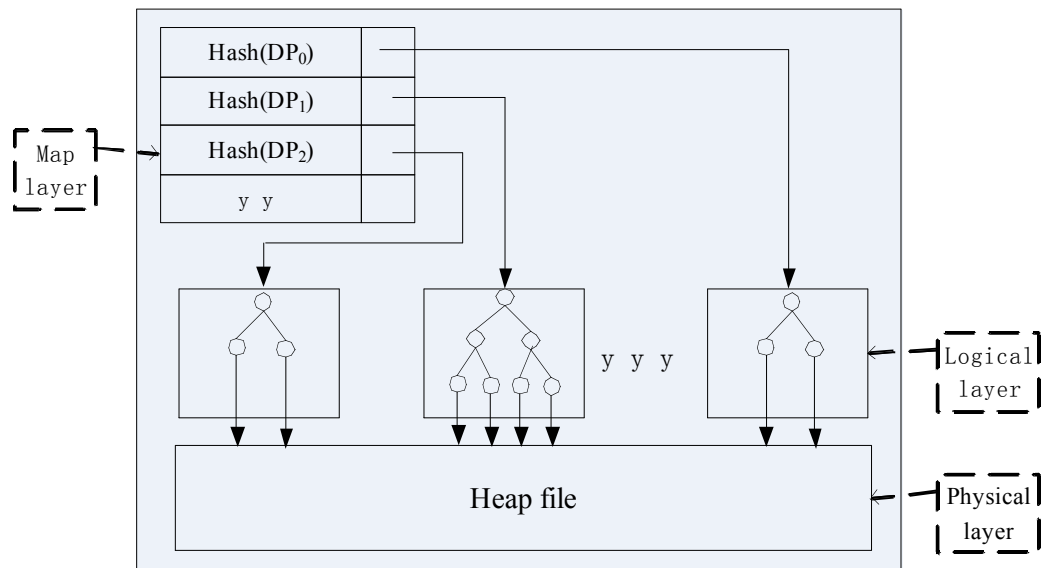 Hash(DP₀)
Hash(DP₁)
Hash(DP₂)
y y
Map
layer
y y y
Logical
layer
Heap file
Physical
layer